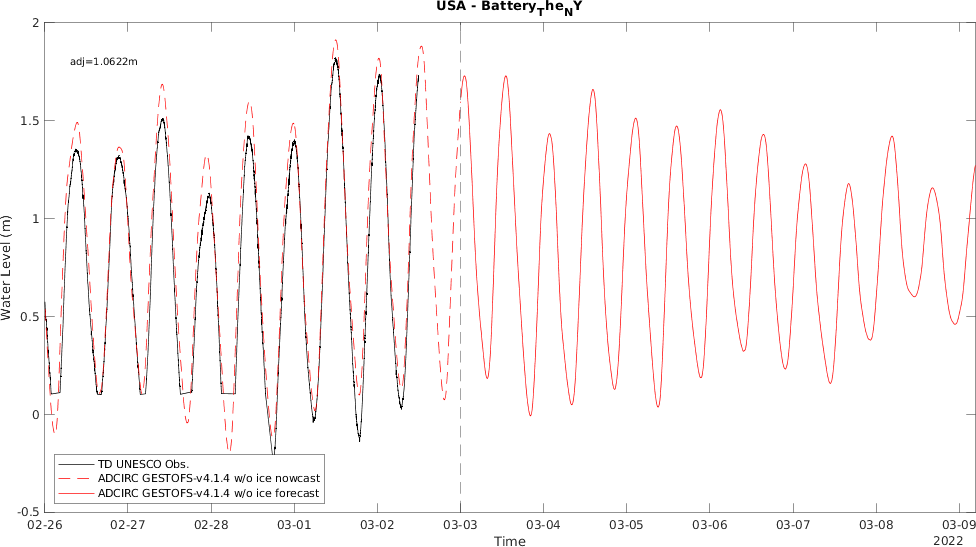 USA - Battery_The_NY
adj=1.0622m
2
1.5
1
0.5
0
-0.5
Water Level (m)
TD UNESCO Obs.
ADCIRC GESTOFS-v4.1.4 w/o ice nowcast
ADCIRC GESTOFS-v4.1.4 w/o ice forecast
02-26 02-27 02-28 03-01 03-02 03-03 03-04 03-05 03-06 03-07 03-08 03-09
Time
2022